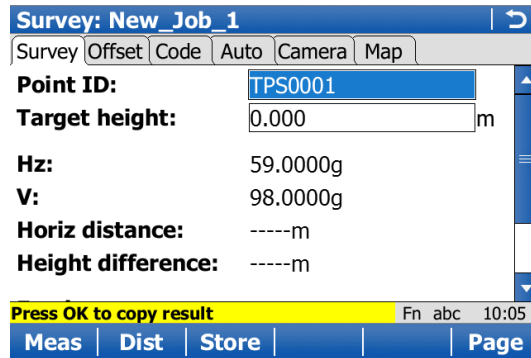 Survey: New_Job_1
Survey Offset Code Auto Camera Map
Point ID: TPS0001
Target height: 0.000 m
Hz: 59.0000g
V: 98.0000g
Horiz distance: -----m
Height difference: -----m
Press OK to copy result Fn abc 10:05
Meas Dist Store Page